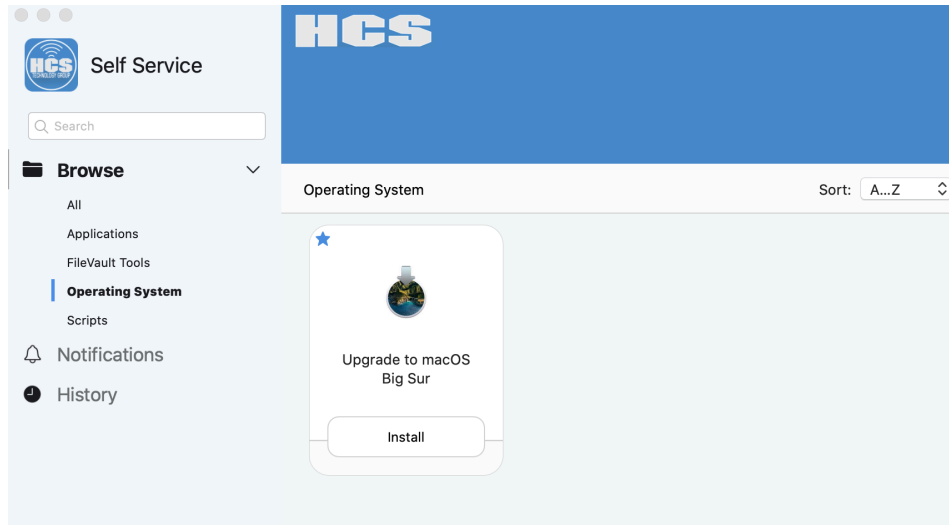 HCS
HCS
TECHNOLOGY GROUP
Self Service
Search
Browse
All
Applications
FileVault Tools
Operating System
Scripts
Notifications
History
Operating System
Sort: A...Z
Upgrade to macOS
Big Sur
Install